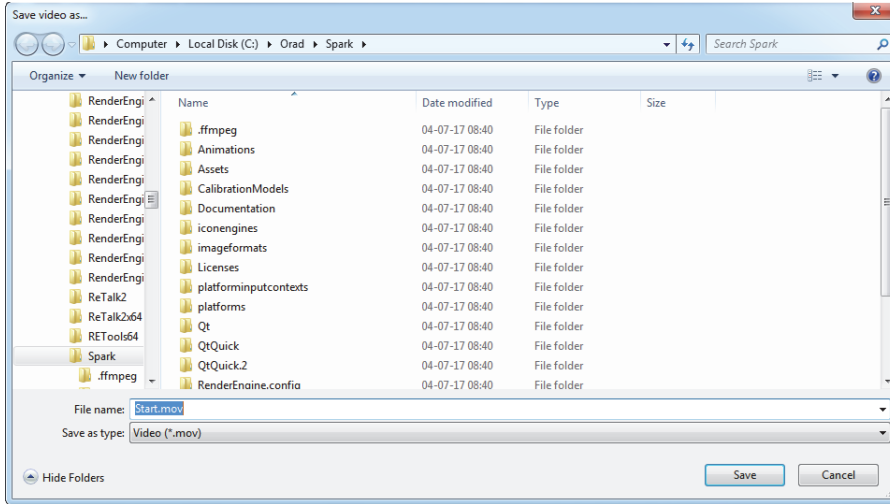 Save video as...
Computer Local Disk (C:) Orad Spark
Search Spark
Organize New folder
Name Date modified Type Size
RenderEngi
RenderEngi
RenderEngi
RenderEngi
RenderEngi
RenderEngi
RenderEngi
RenderEngi
RenderEngi
RenderEngi
ReTalk2
ReTalk2x64
RETools64
Spark
.ffmpeg
.ffmpeg 04-07-17 08:40 File folder
Animations 04-07-17 08:40 File folder
Assets 04-07-17 08:40 File folder
CalibrationModels 04-07-17 08:40 File folder
Documentation 04-07-17 08:40 File folder
iconengines 04-07-17 08:40 File folder
imageformats 04-07-17 08:40 File folder
Licenses 04-07-17 08:40 File folder
platforminputcontexts 04-07-17 08:40 File folder
platforms 04-07-17 08:40 File folder
Qt 04-07-17 08:40 File folder
QtQuick 04-07-17 08:40 File folder
QtQuick.2 04-07-17 08:40 File folder
RenderEngine.config 04-07-17 08:40 File folder
File name: Start.mov
Save as type: Video (*.mov)
Hide Folders
Save Cancel